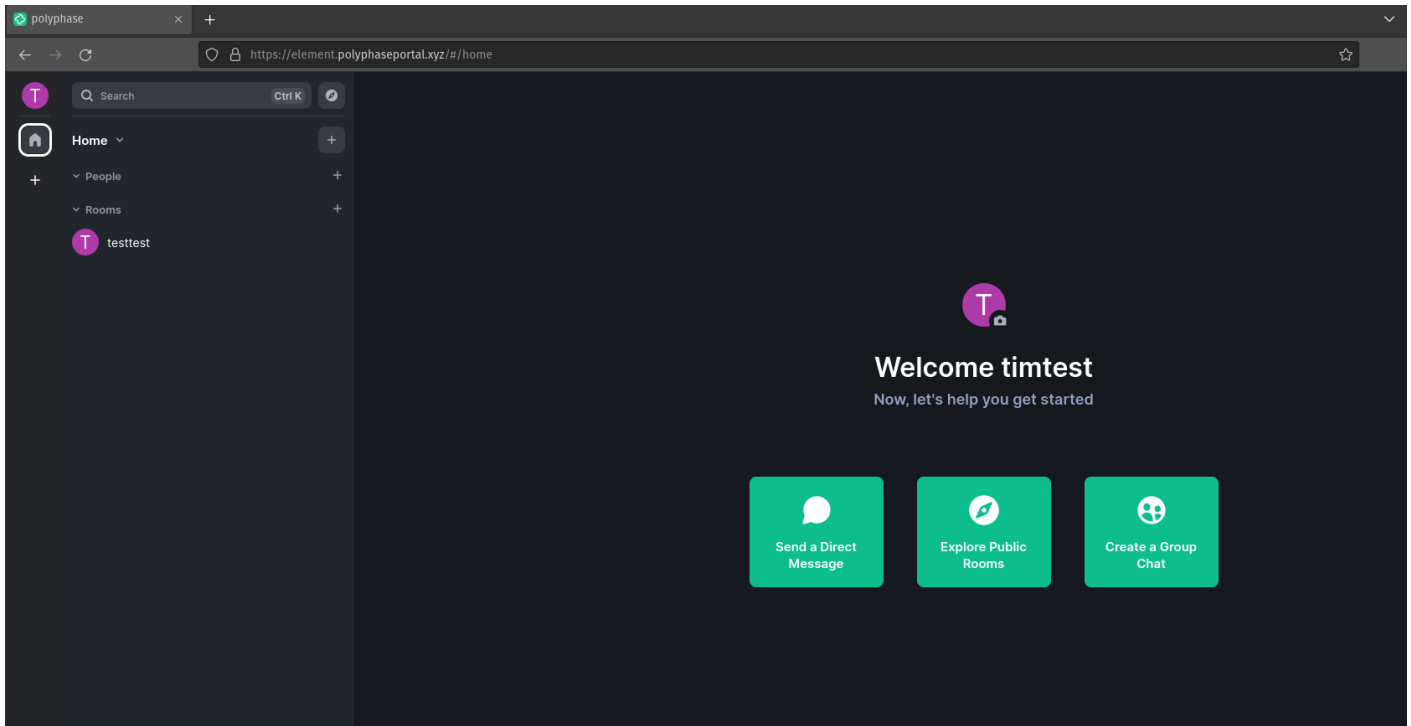 polyphase
https://element.polyphaseportal.xyz/#/home
T
Search
Ctrl K
Home
People
Rooms
T
testtest
T
Welcome timtest
Now, let's help you get started
Send a Direct
Message
Explore Public
Rooms
Create a Group
Chat